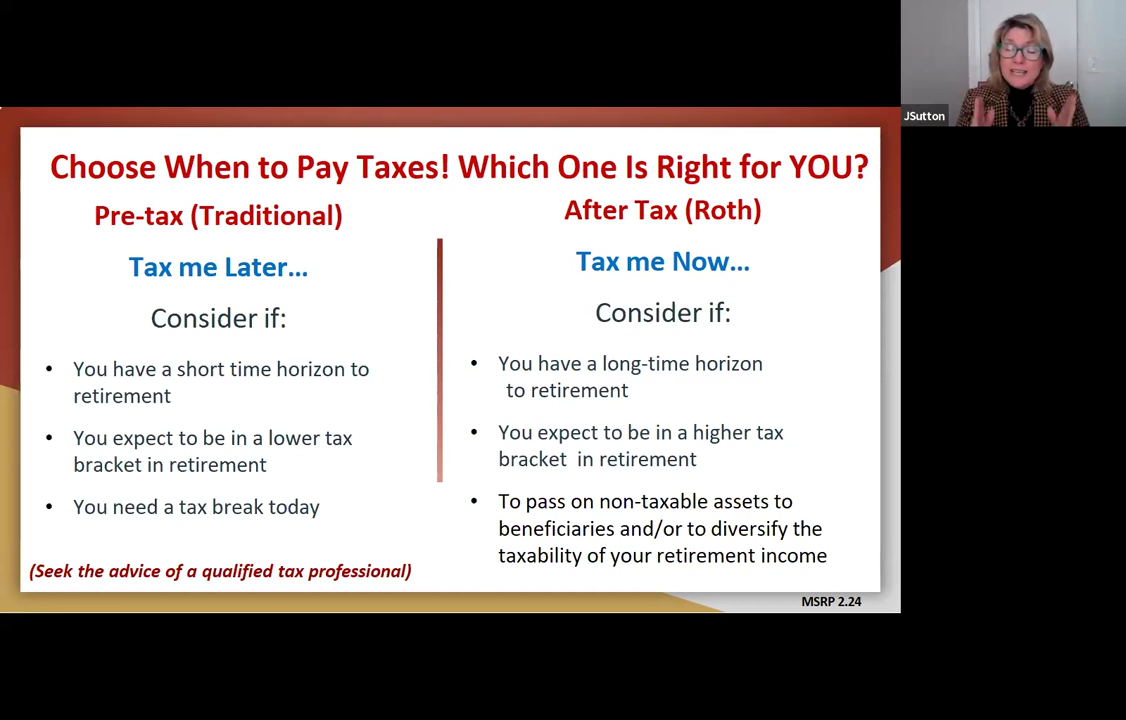 JSutton
Choose When to Pay Taxes! Which One Is Right for YOU?
Pre-tax (Traditional)
Tax me Later...
Consider if:
• You have a short time horizon to
retirement
• You expect to be in a lower tax
bracket in retirement
• You need a tax break today
(Seek the advice of a qualified tax professional)
After Tax (Roth)
Tax me Now...
Consider if:
• You have a long-time horizon
to retirement
• You expect to be in a higher tax
bracket in retirement
• To pass on non-taxable assets to
beneficiaries and/or to diversify the
taxability of your retirement income
MSRP 2.24